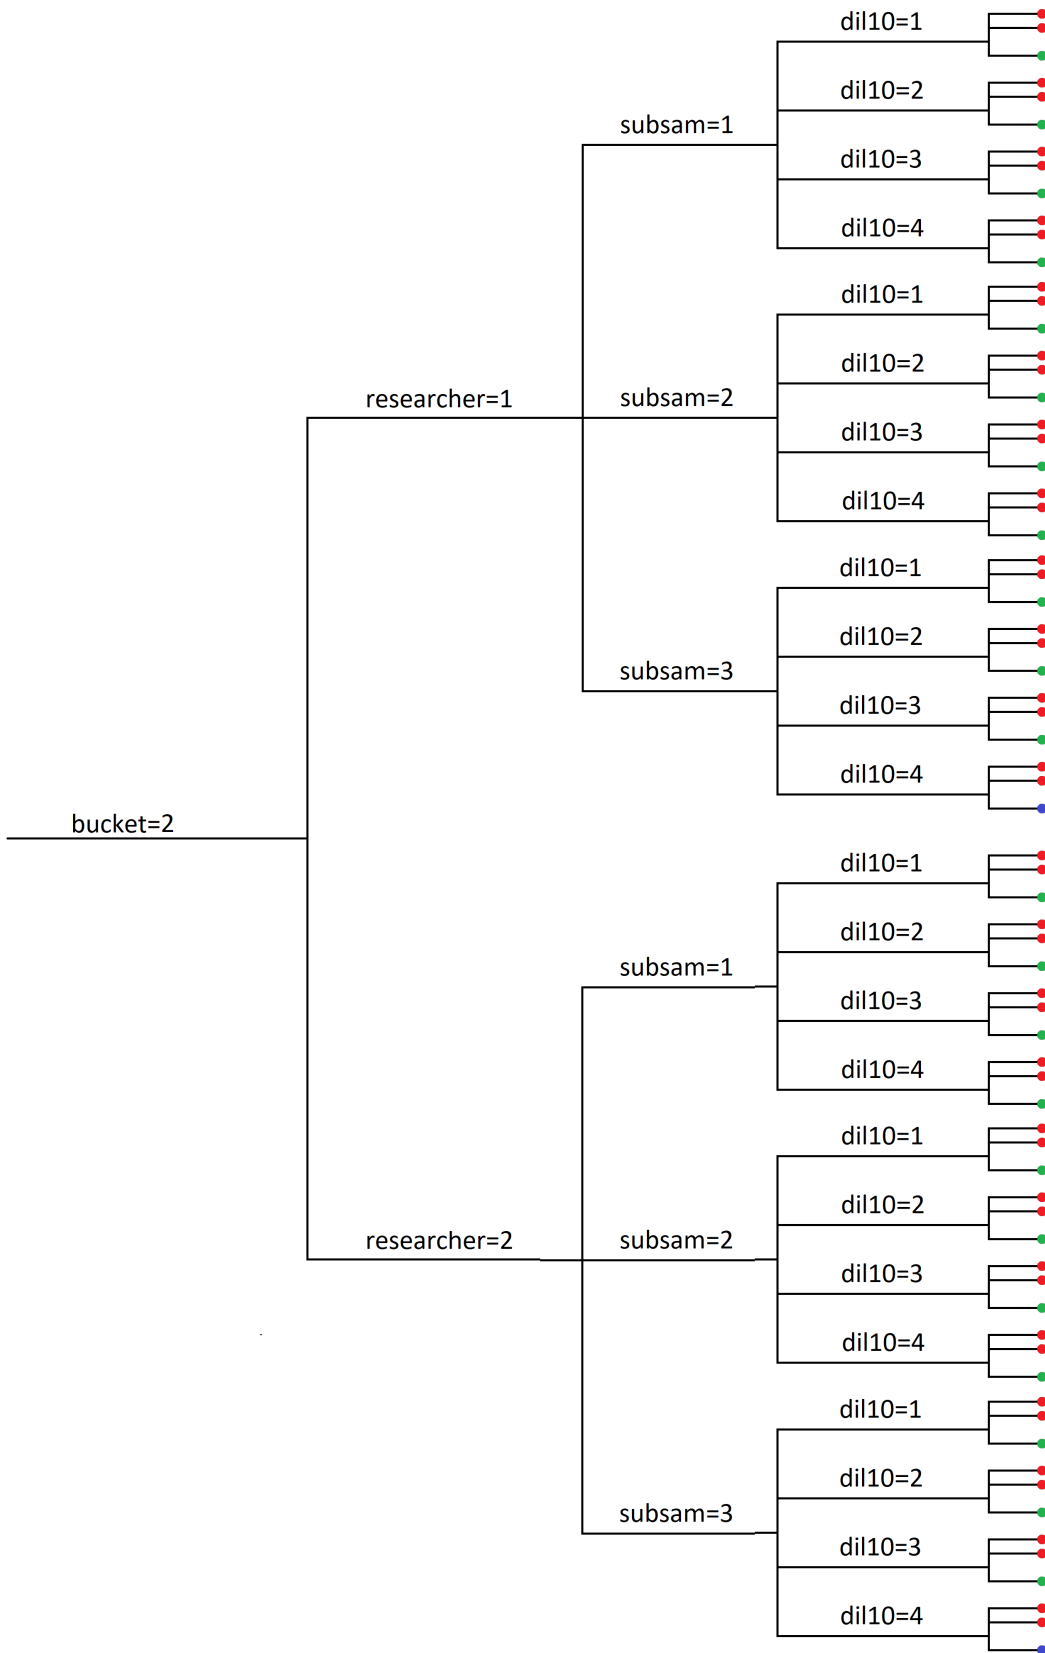 dil10=1
dil10=2
subsam=1
dil10=3
dil10=4
dil10=1
dil10=2
researcher=1
subsam=2
dil10=3
dil10=4
dil10=1
dil10=2
subsam=3
dil10=3
dil10=4
bucket=2
dil10=1
dil10=2
subsam=1
dil10=3
dil10=4
dil10=1
dil10=2
researcher=2
subsam=2
dil10=3
dil10=4
dil10=1
dil10=2
subsam=3
dil10=3
dil10=4